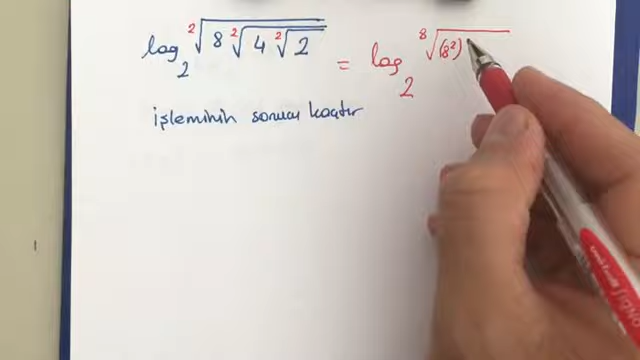 log₂ ²√(8 ²√(4 ²√2)) = log₂ ⁸√((8²)
işleminin sonucu kaçtır